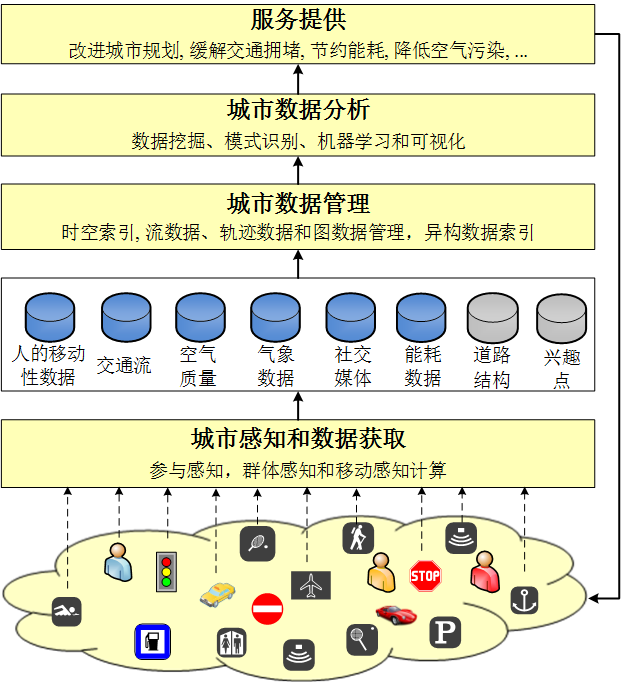 服务提供
改进城市规划, 缓解交通拥堵, 节约能耗, 降低空气污染, ...
城市数据分析
数据挖掘、模式识别、机器学习和可视化
城市数据管理
时空索引, 流数据、轨迹数据和图数据管理，异构数据索引
人的移动
性数据
交通流
空气
质量
气象
数据
社交
媒体
能耗
数据
道路
结构
兴趣
点
城市感知和数据获取
参与感知，群体感知和移动感知计算
STOP
P